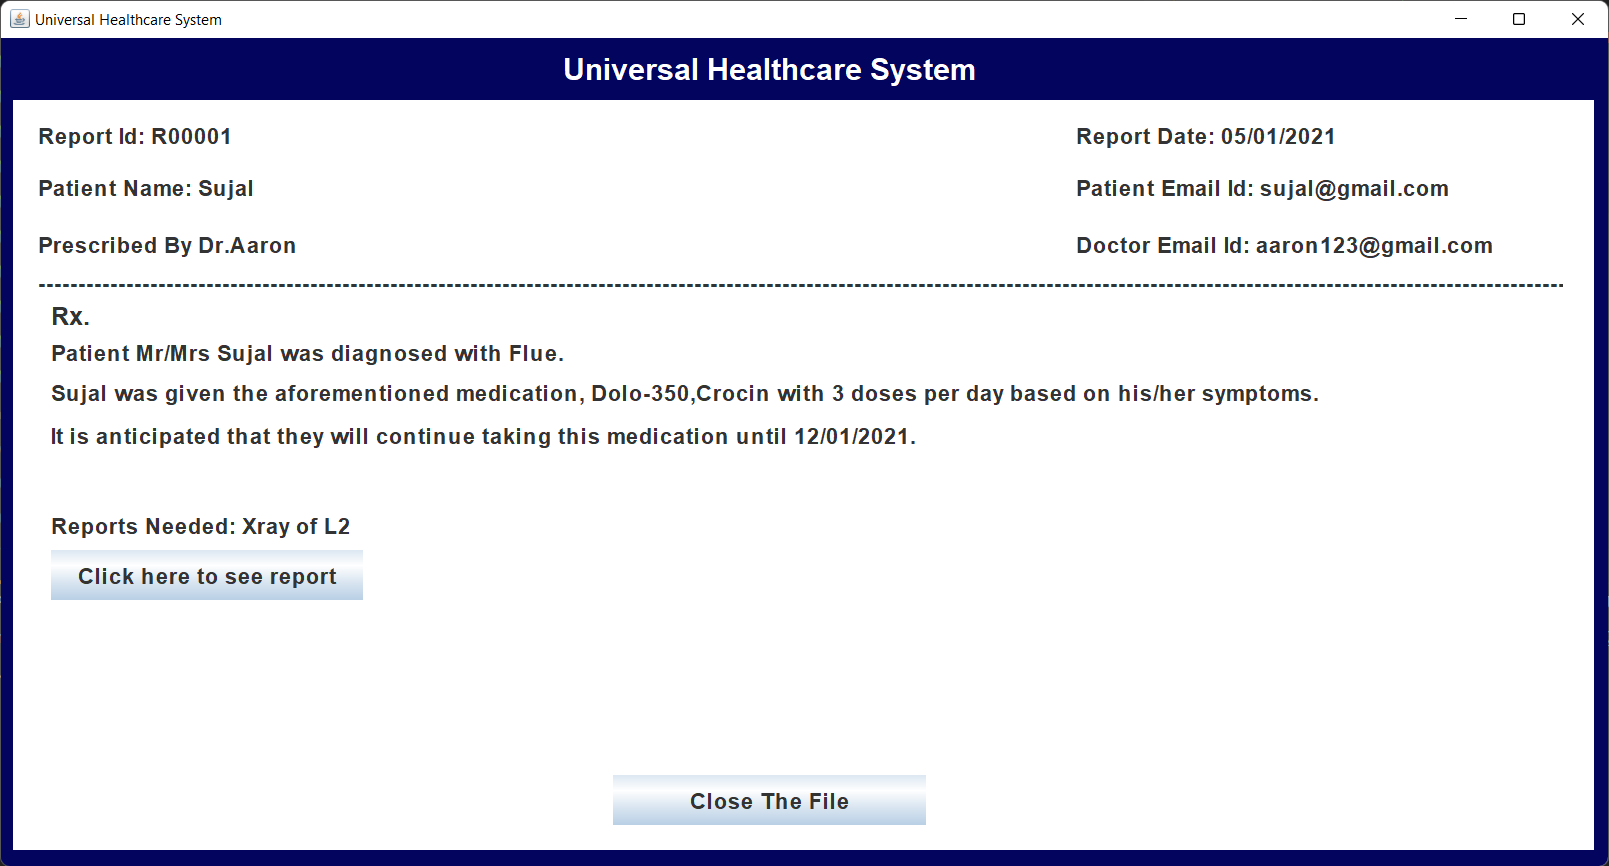 Universal Healthcare System
Universal Healthcare System
Report Id: R00001
Report Date: 05/01/2021
Patient Name: Sujal
Patient Email Id: sujal@gmail.com
Prescribed By Dr.Aaron
Doctor Email Id: aaron123@gmail.com
Rx.
Patient Mr/Mrs Sujal was diagnosed with Flue.
Sujal was given the aforementioned medication, Dolo-350,Crocin with 3 doses per day based on his/her symptoms.
It is anticipated that they will continue taking this medication until 12/01/2021.
Reports Needed: Xray of L2
Click here to see report
Close The File